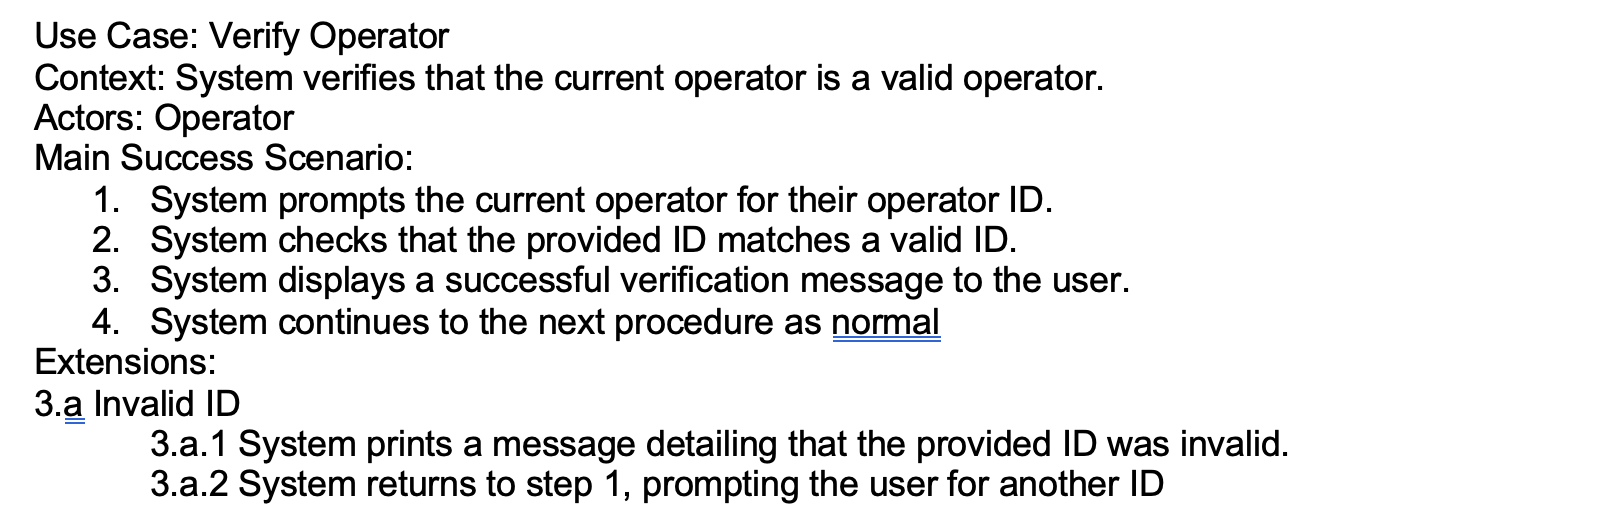 Use Case: Verify Operator
Context: System verifies that the current operator is a valid operator.
Actors: Operator
Main Success Scenario:
1. System prompts the current operator for their operator ID.
2. System checks that the provided ID matches a valid ID.
3. System displays a successful verification message to the user.
4. System continues to the next procedure as normal
Extensions:
3.a Invalid ID
3.a.1 System prints a message detailing that the provided ID was invalid.
3.a.2 System returns to step 1, prompting the user for another ID